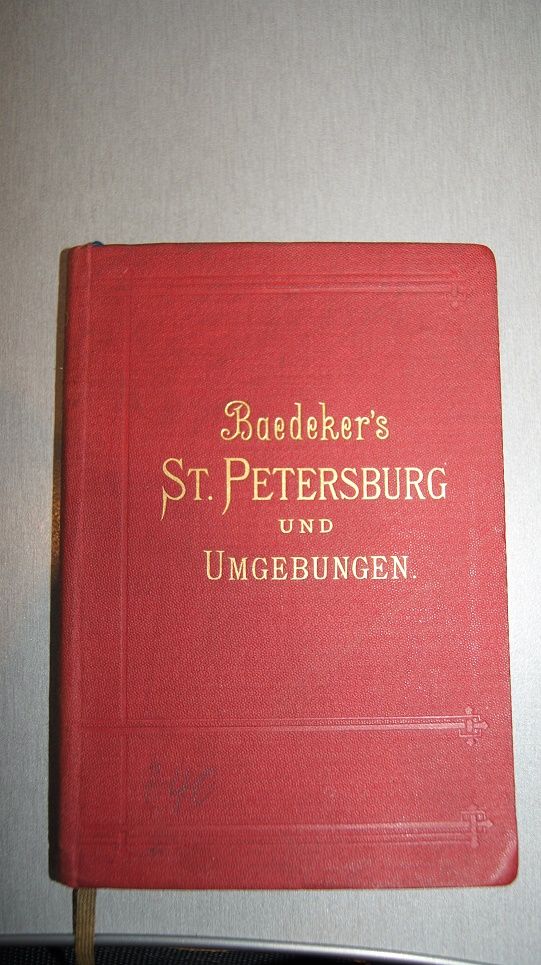 Baedeker's
ST. PETERSBURG
UND
UMGEBUNGEN.